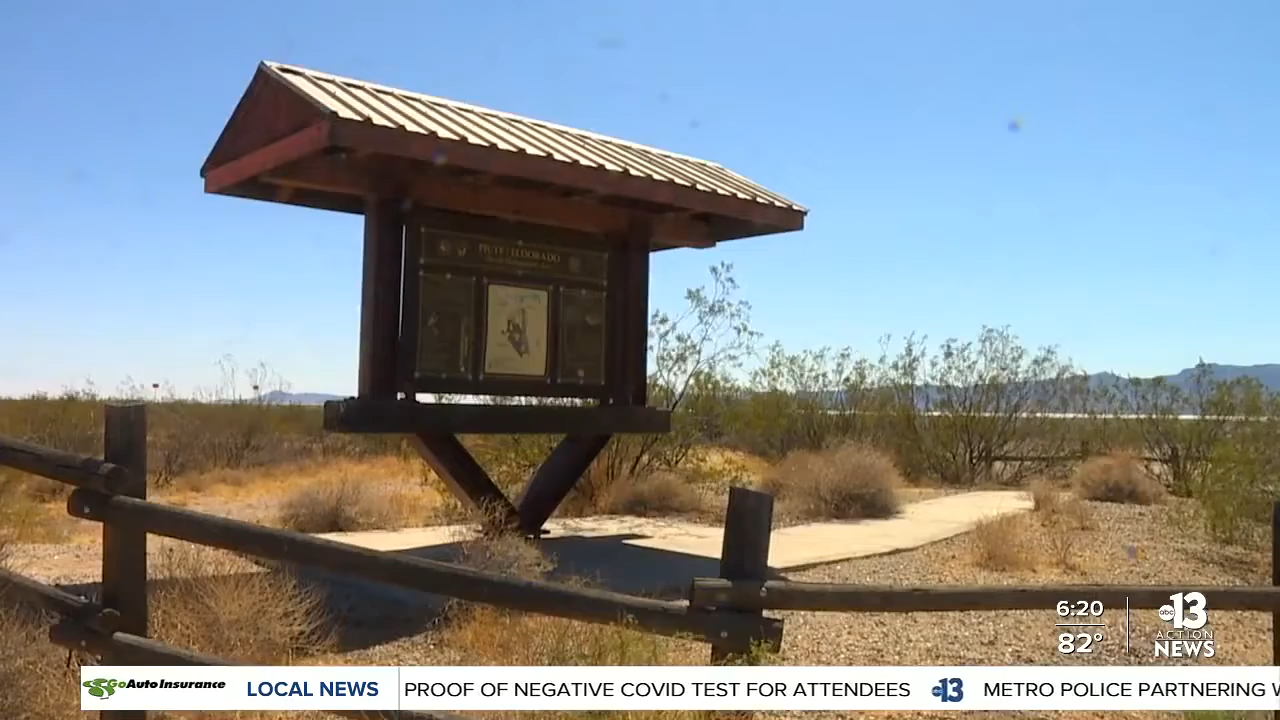 PIUTE/ELDORADO
6:20
82°
abc 13
ACTION
NEWS
GoAuto Insurance
LOCAL NEWS
PROOF OF NEGATIVE COVID TEST FOR ATTENDEES
abc 13
METRO POLICE PARTNERING W